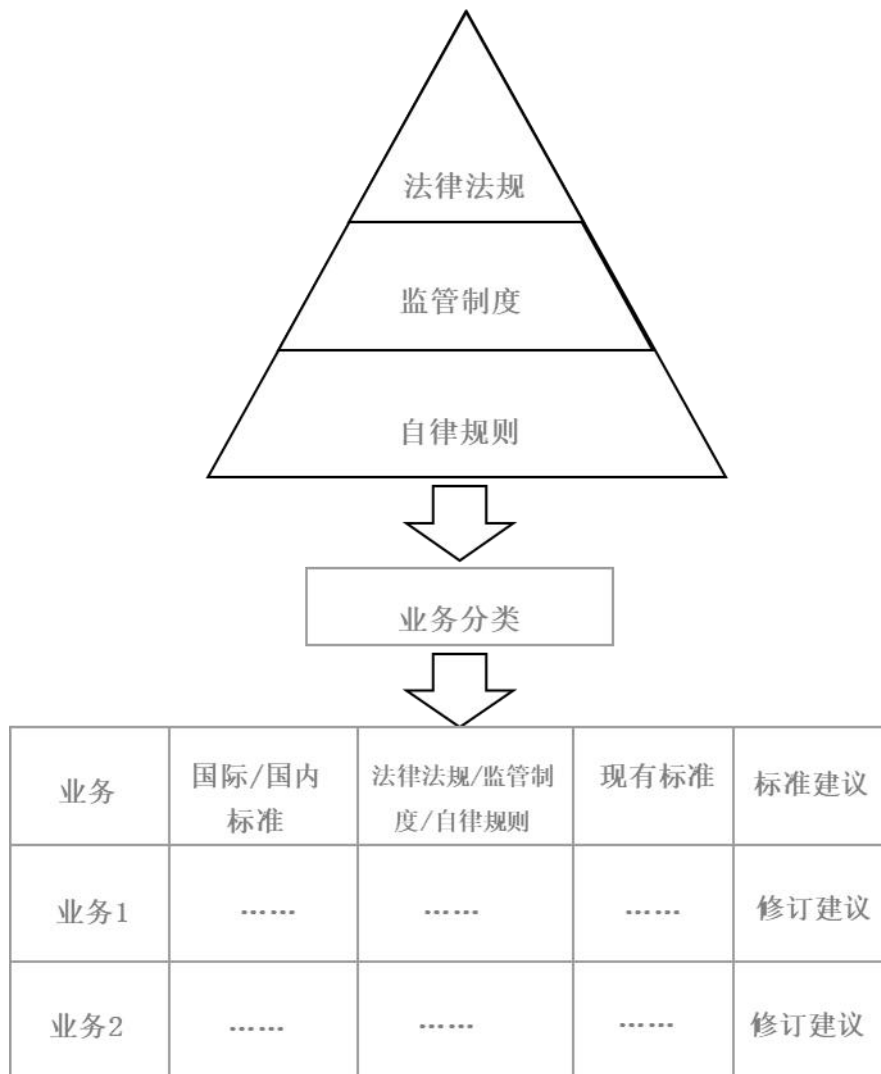 法律法规
监管制度
自律规则
业务分类
业务
国际/国内
标准
法律法规/监管制
度/自律规则
现有标准
标准建议
业务1
……
……
……
修订建议
业务2
……
……
……
修订建议